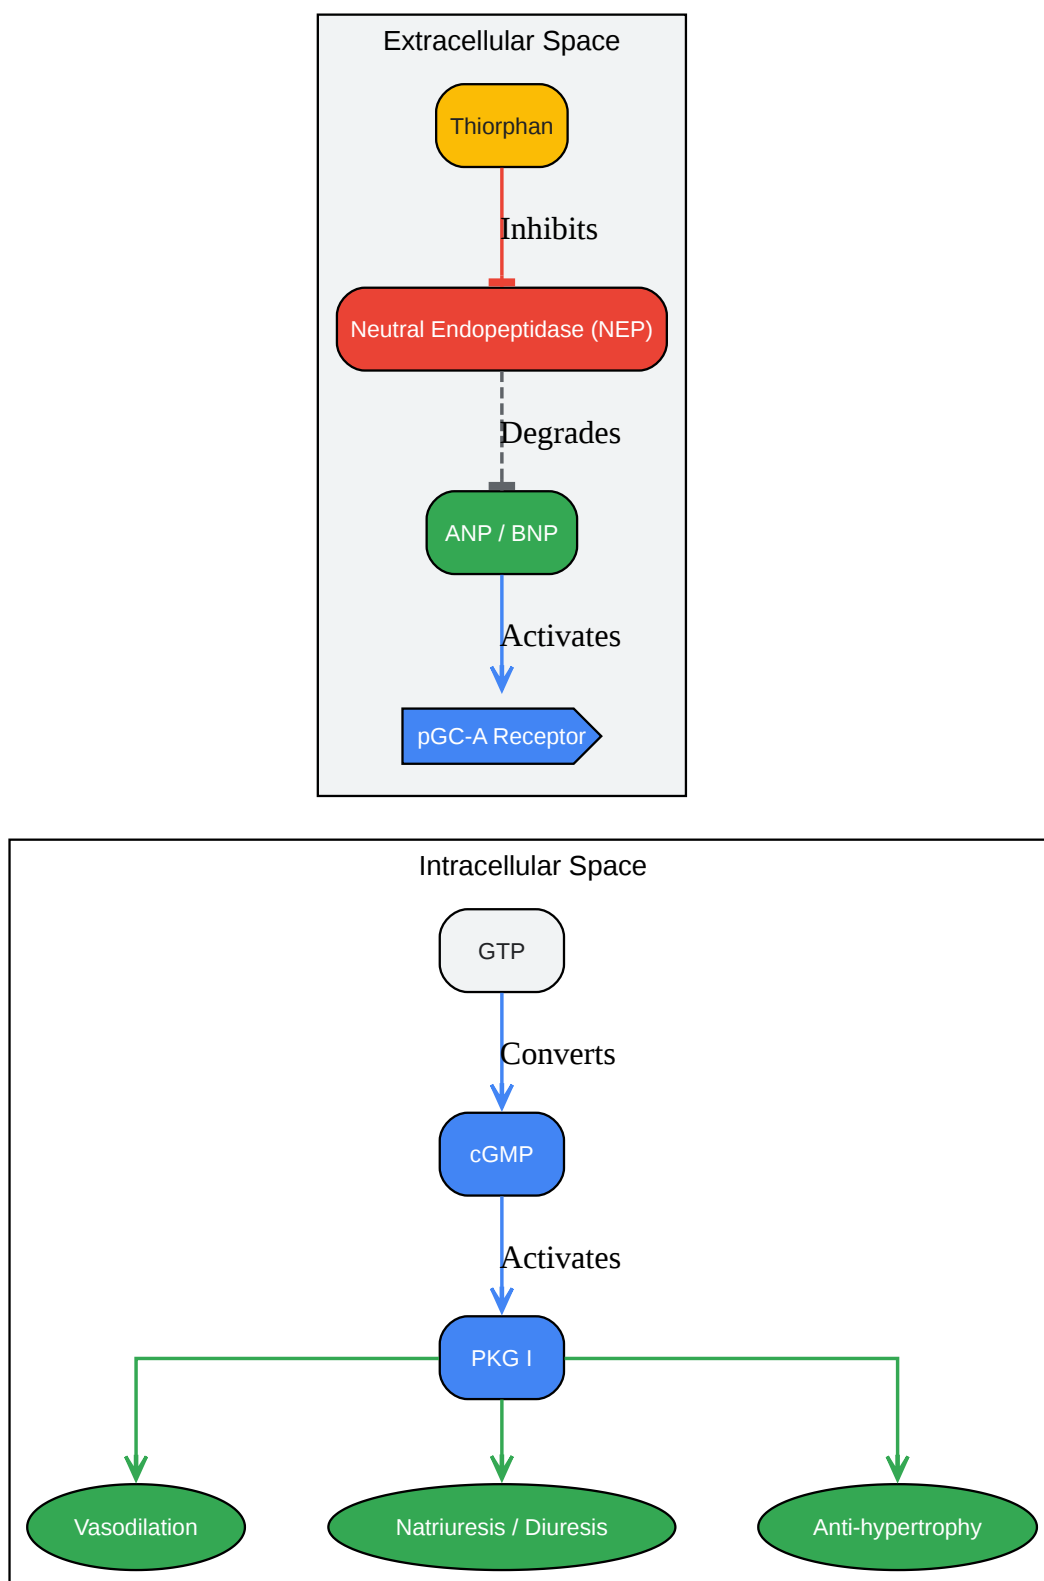 Extracellular Space
Thiorphan
Inhibits
Neutral Endopeptidase (NEP)
Degrades
ANP / BNP
Activates
pGC-A Receptor
Intracellular Space
GTP
Converts
cGMP
Activates
PKG I
Vasodilation
Natriuresis / Diuresis
Anti-hypertrophy